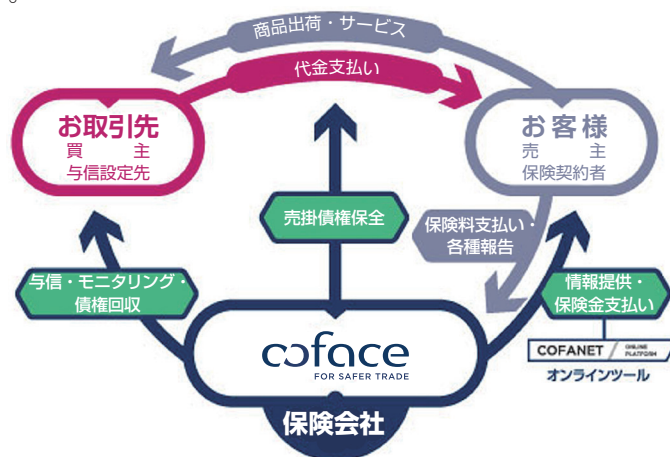 。
商品出荷・サービス
代金支払い
お取引先
買　　主
与信設定先
お客様
売　　主
保険契約者
売掛債権保全
保険料支払い・
各種報告
与信・モニタリング・
債権回収
情報提供・
保険金支払い
coface
FOR SAFER TRADE
COFANET / ONLINE PLATFORM
オンラインツール
保険会社